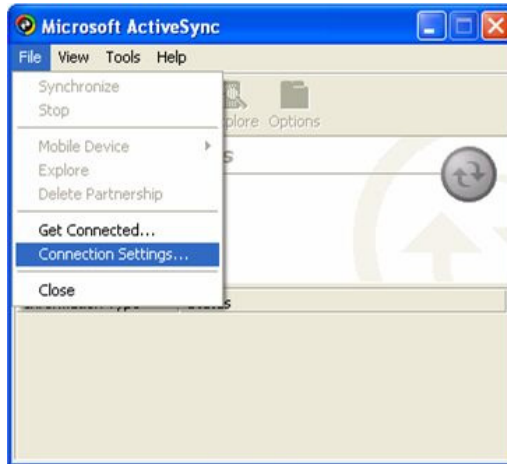 Microsoft ActiveSync
File View Tools Help
Synchronize
Stop
Options
Mobile Device
Explore
Delete Partnership
Get Connected...
Connection Settings...
Close